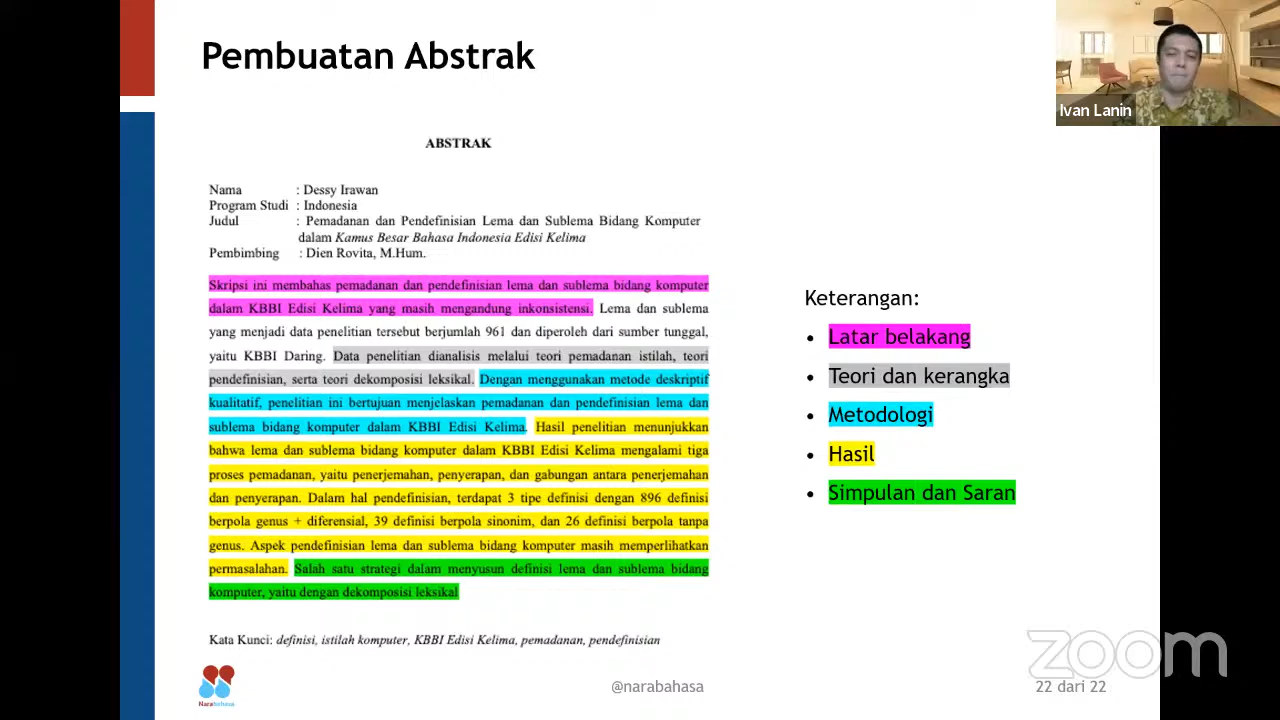 Pembuatan Abstrak
Ivan Lanin
ABSTRAK
Nama : Dessy Irawan
Program Studi : Indonesia
Judul : Pemadanan dan Pendefinisian Lema dan Sublema Bidang Komputer
dalam Kamus Besar Bahasa Indonesia Edisi Kelima
Pembimbing : Dien Rovita, M.Hum.
Skripsi ini membahas pemadanan dan pendefinisian lema dan sublema bidang komputer
dalam KBBI Edisi Kelima yang masih mengandung inkonsistensi. Lema dan sublema
yang menjadi data penelitian tersebut berjumlah 961 dan diperoleh dari sumber tunggal,
yaitu KBBI Daring. Data penelitian dianalisis melalui teori pemadanan istilah, teori
pendefinisian, serta teori dekomposisi leksikal. Dengan menggunakan metode deskriptif
kualitatif, penelitian ini bertujuan menjelaskan pemadanan dan pendefinisian lema dan
sublema bidang komputer dalam KBBI Edisi Kelima. Hasil penelitian menunjukkan
bahwa lema dan sublema bidang komputer dalam KBBI Edisi Kelima mengalami tiga
proses pemadanan, yaitu penerjemahan, penyerapan, dan gabungan antara penerjemahan
dan penyerapan. Dalam hal pendefinisian, terdapat 3 tipe definisi dengan 896 definisi
berpola genus + diferensial, 39 definisi berpola sinonim, dan 26 definisi berpola tanpa
genus. Aspek pendefinisian lema dan sublema bidang komputer masih memperlihatkan
permasalahan. Salah satu strategi dalam menyusun definisi lema dan sublema bidang
komputer, yaitu dengan dekomposisi leksikal
Kata Kunci: definisi, istilah komputer, KBBI Edisi Kelima, pemadanan, pendefinisian
Keterangan:
• Latar belakang
• Teori dan kerangka
• Metodologi
• Hasil
• Simpulan dan Saran
zoom
Narabahasa
@narabahasa
22 dari 22